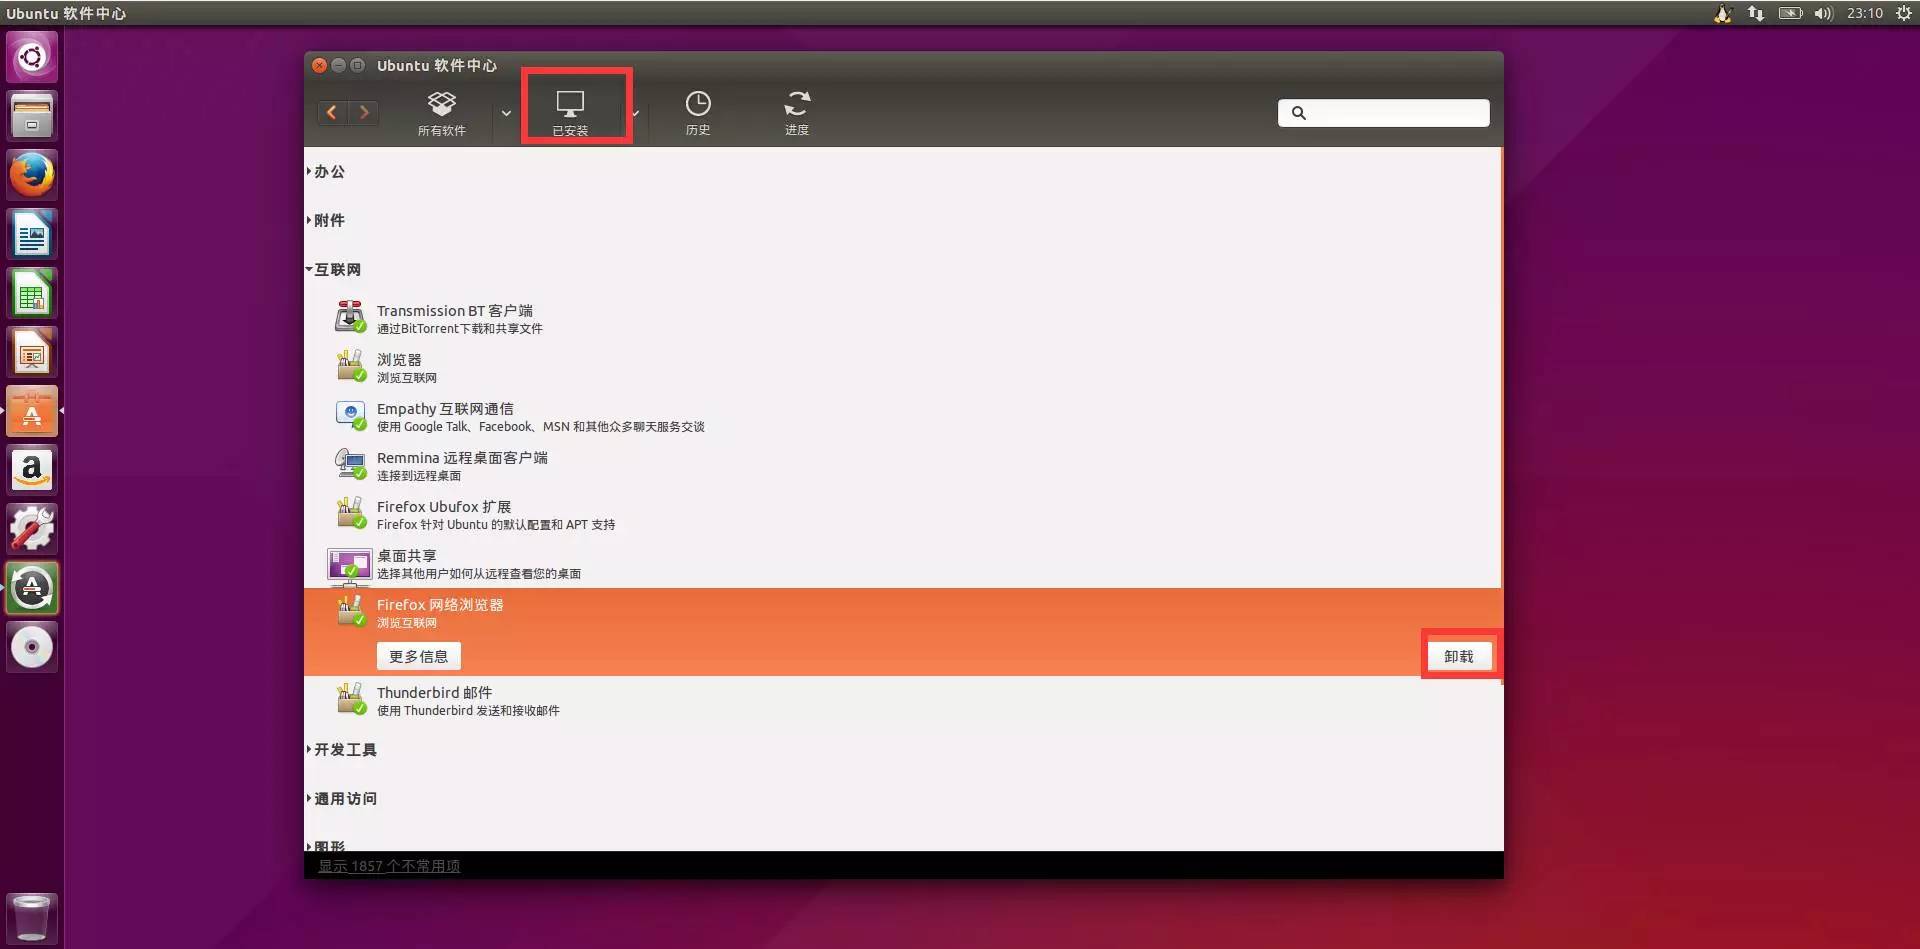 Ubuntu 软件中心
23:10
Ubuntu 软件中心
所有软件
已安装
历史
进度
办公
附件
互联网
Transmission BT 客户端
通过BitTorrent下载和共享文件
浏览器
浏览互联网
Empathy 互联网通信
使用 Google Talk、Facebook、MSN 和其他众多聊天服务交谈
Remmina 远程桌面客户端
连接到远程桌面
Firefox Ubufox 扩展
Firefox 针对 Ubuntu 的默认配置和 APT 支持
桌面共享
选择其他用户如何从远程查看您的桌面
Firefox 网络浏览器
浏览互联网
更多信息
卸载
Thunderbird 邮件
使用 Thunderbird 发送和接收邮件
开发工具
通用访问
图形
显示 1857 个不常用项